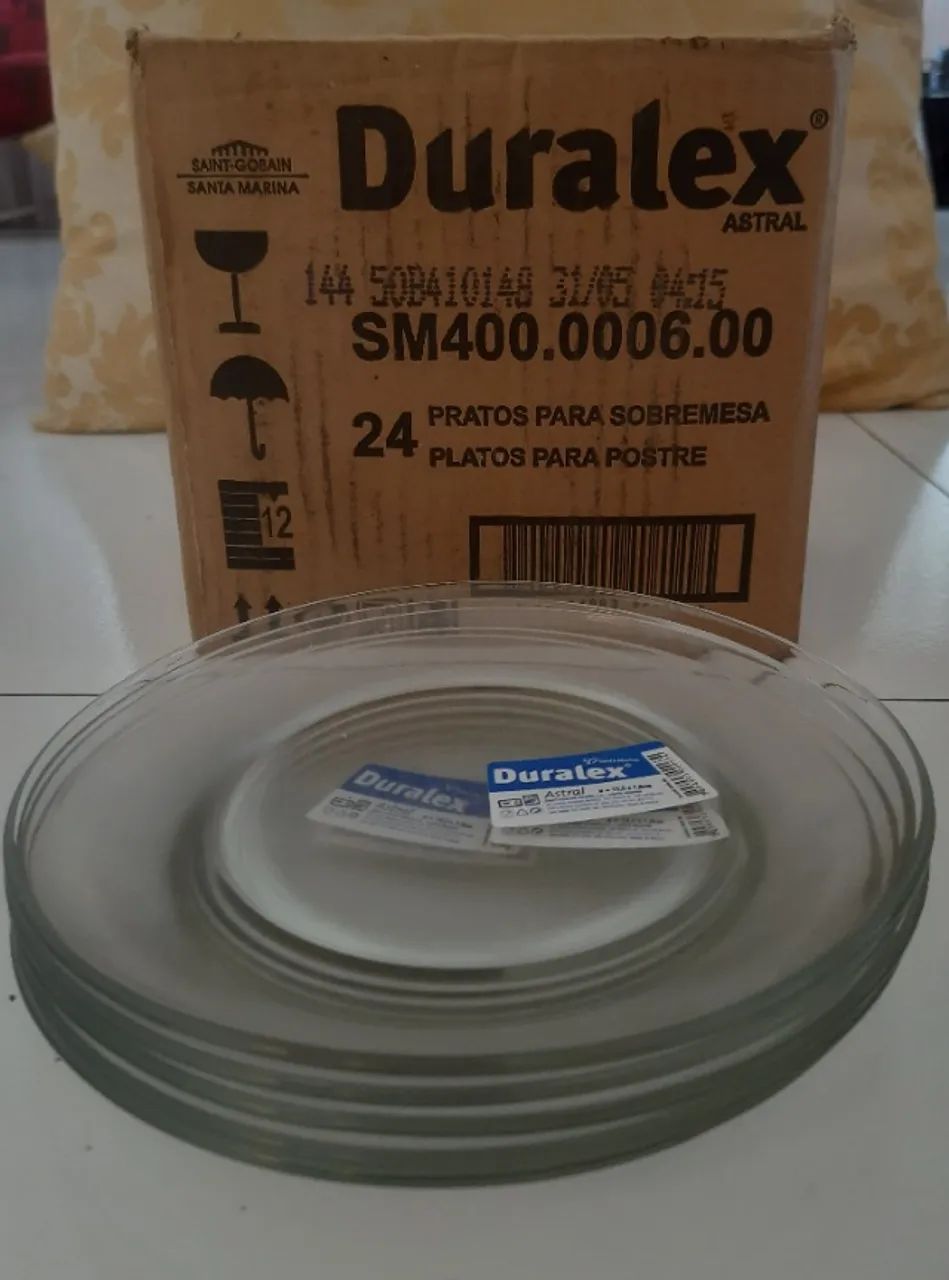 SAINT-GOBAIN
SANTA MARINA
Duralex®
ASTRAL
144 50B410148 31/05 04:15
SM400.0006.00
24 PRATOS PARA SOBREMESA
PLATOS PARA POSTRE
12
Duralex®
Astral
Duralex